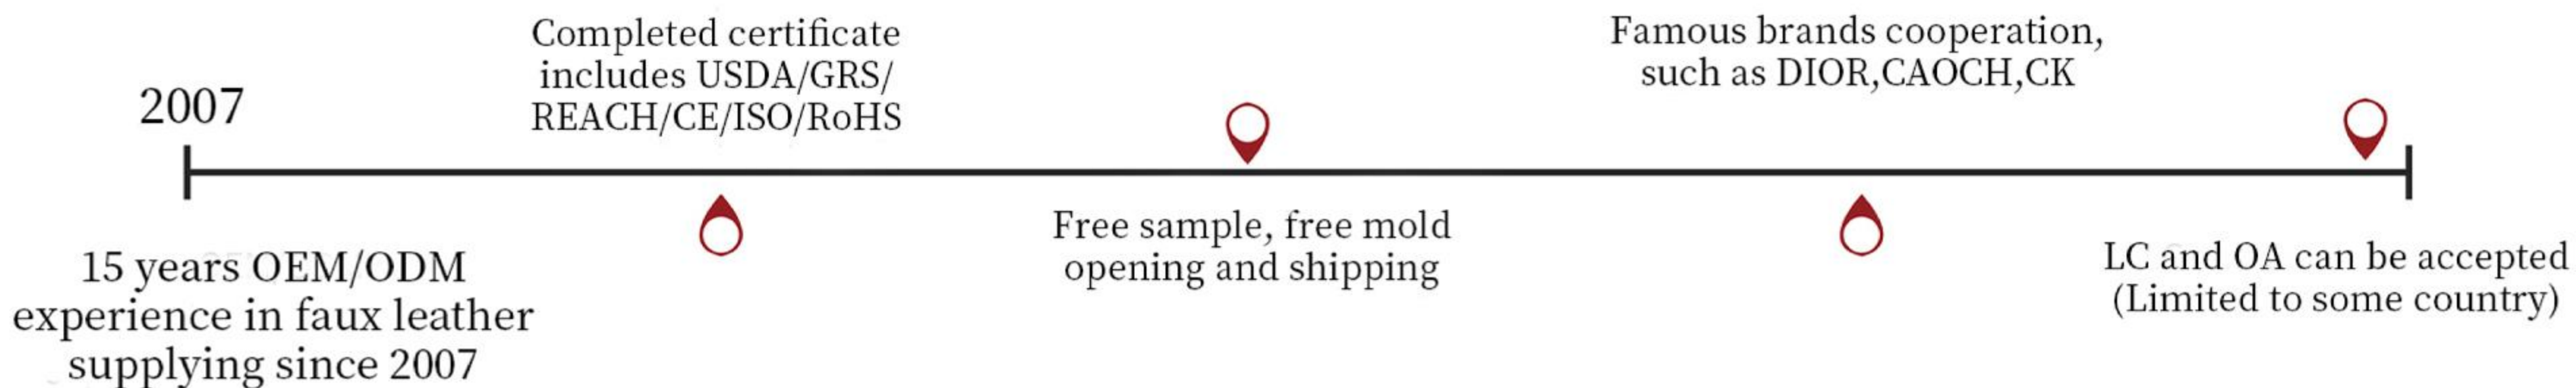 2007
15 years OEM/ODM
experience in faux leather
supplying since 2007
Completed certificate
includes USDA/GRS/
REACH/CE/ISO/RoHS
Free sample, free mold
opening and shipping
Famous brands cooperation,
such as DIOR,CAOCH,CK
LC and OA can be accepted
(Limited to some country)